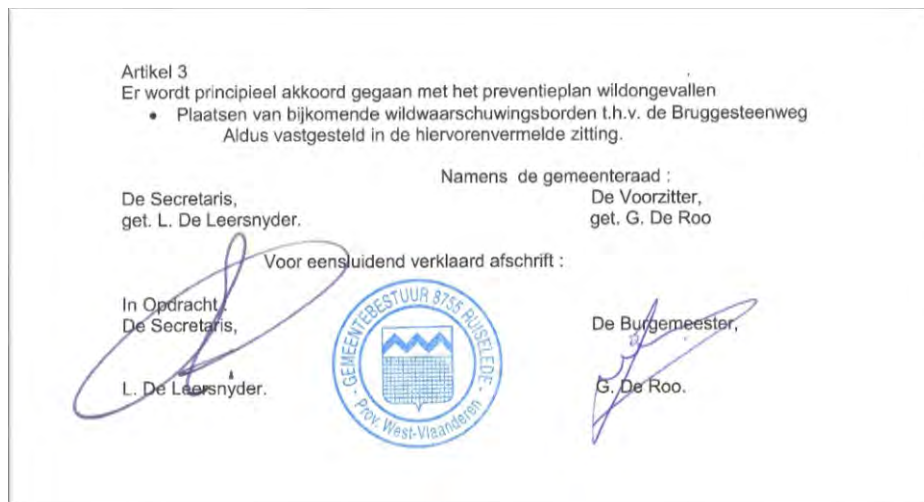 Artikel 3
Er wordt principieel akkoord gegaan met het preventieplan wildongevallen
• Plaatsen van bijkomende wildwaarschuwingsborden t.h.v. de Bruggesteenweg
Aldus vastgesteld in de hiervorenvermelde zitting.
Namens de gemeenteraad :
De Secretaris,
get. L. De Leersnyder.
De Voorzitter,
get. G. De Roo
Voor eensluidend verklaard afschrift :
In Opdracht,
De Secretaris,
L. De Leersnyder.
GEMEENTEBESTUUR 8755 RUISELEDE
Prov. West-Vlaanderen
De Burgemeester,
G. De Roo.